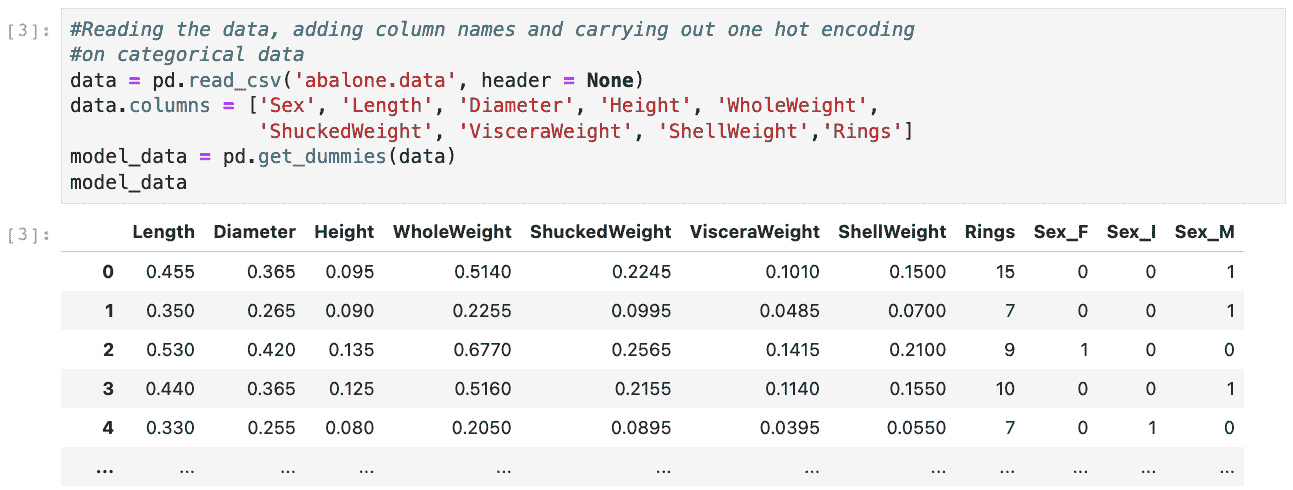 [3]: #Reading the data, adding column names and carrying out one hot encoding
#on categorical data
data = pd.read_csv('abalone.data', header = None)
data.columns = ['Sex', 'Length', 'Diameter', 'Height', 'WholeWeight',
'ShuckedWeight', 'VisceraWeight', 'ShellWeight','Rings']
model_data = pd.get_dummies(data)
model_data
[3]: Length Diameter Height WholeWeight ShuckedWeight VisceraWeight ShellWeight Rings Sex_F Sex_I Sex_M
0 0.455 0.365 0.095 0.5140 0.2245 0.1010 0.1500 15 0 0 1
1 0.350 0.265 0.090 0.2255 0.0995 0.0485 0.0700 7 0 0 1
2 0.530 0.420 0.135 0.6770 0.2565 0.1415 0.2100 9 1 0 0
3 0.440 0.365 0.125 0.5160 0.2155 0.1140 0.1550 10 0 0 1
4 0.330 0.255 0.080 0.2050 0.0895 0.0395 0.0550 7 0 1 0
... ... ... ... ... ... ... ... ... ... ... ...